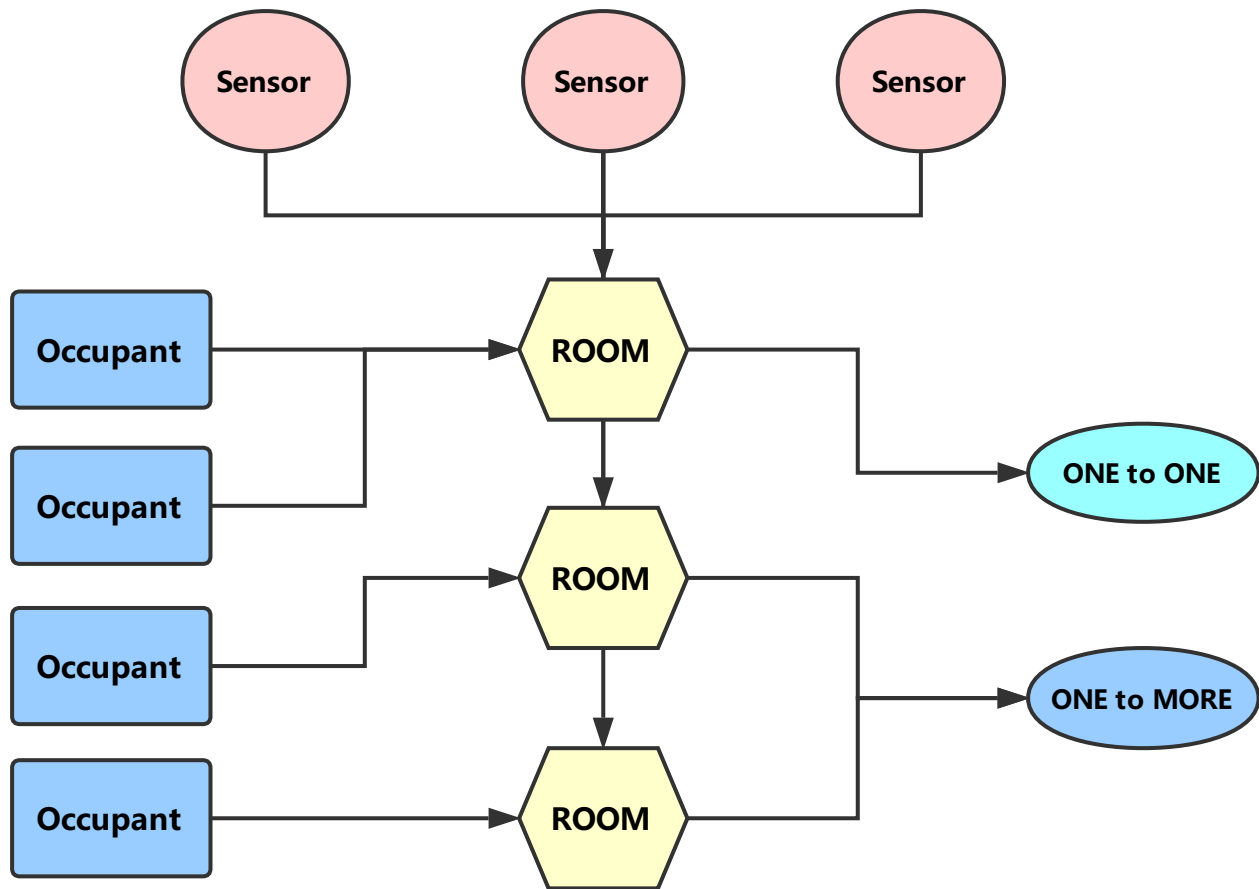 Sensor
Sensor
Sensor
Occupant
ROOM
Occupant
ONE to ONE
ROOM
Occupant
ONE to MORE
Occupant
ROOM